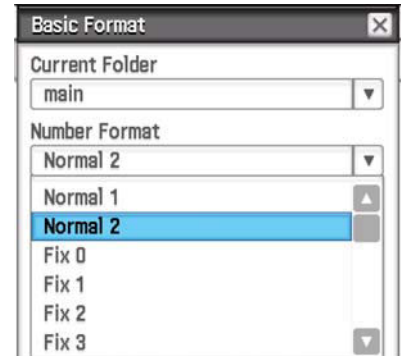 Basic Format
Current Folder
main
Number Format
Normal 2
Normal 1
Normal 2
Fix 0
Fix 1
Fix 2
Fix 3